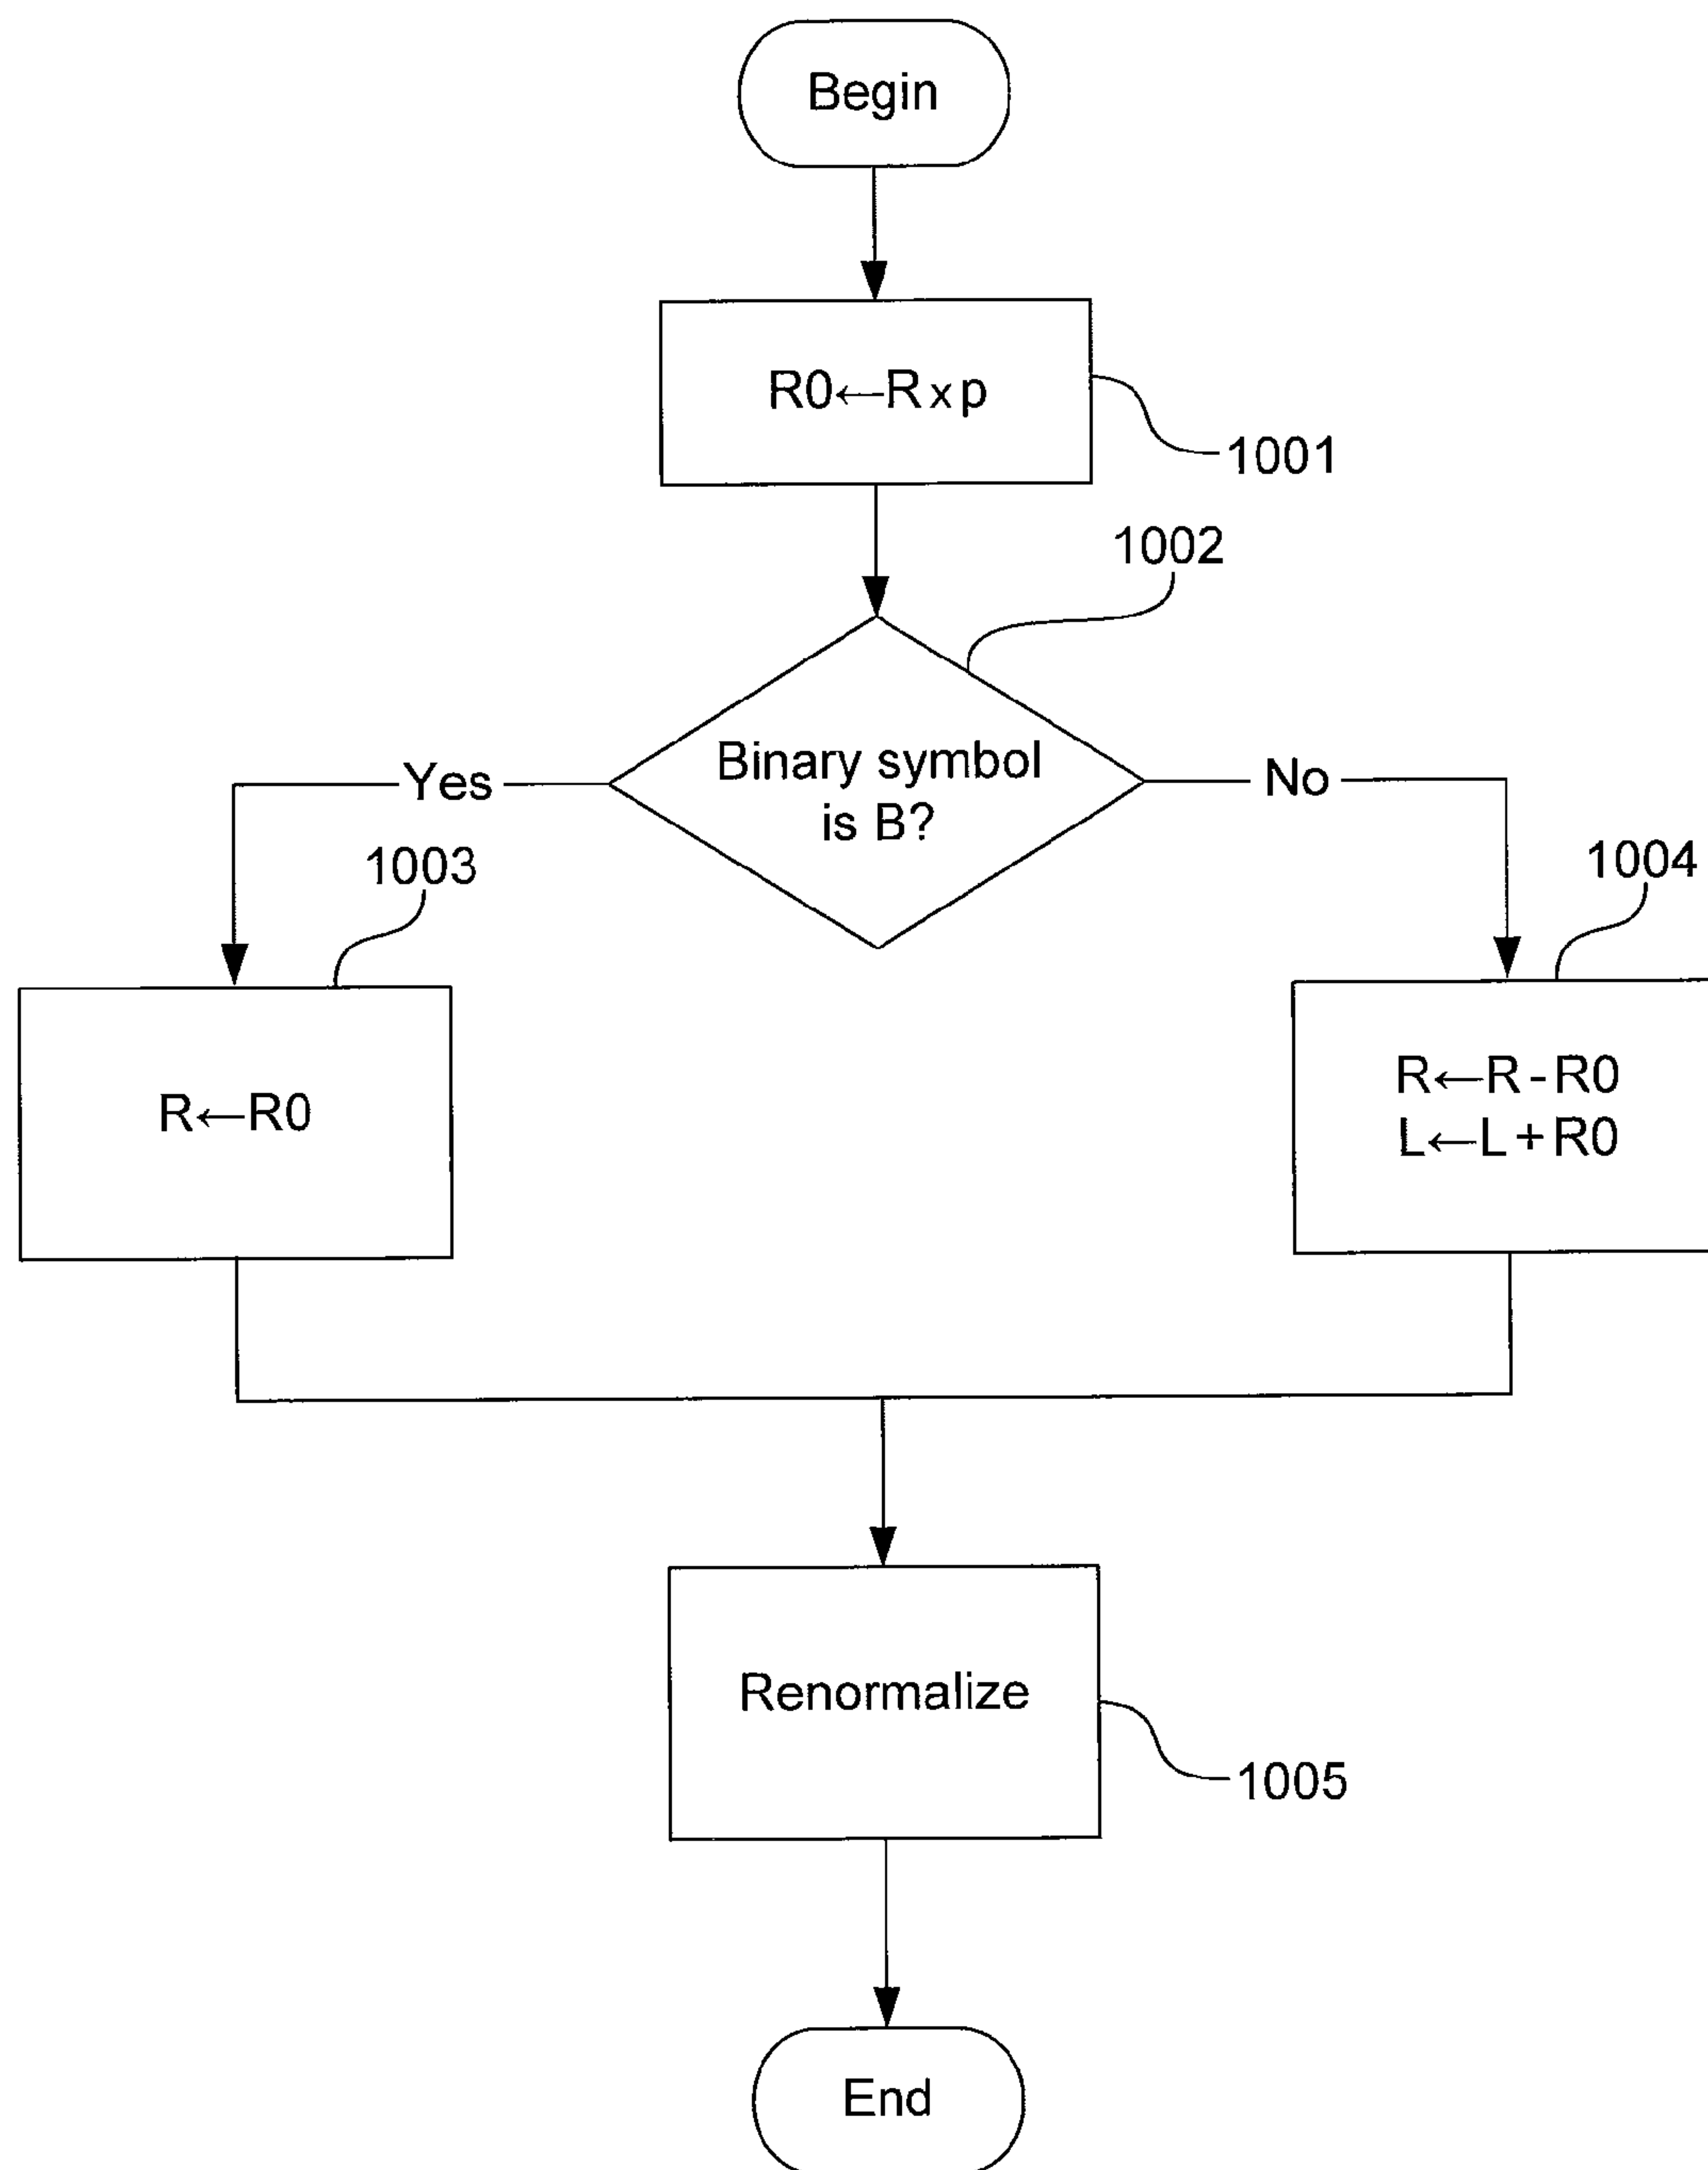 Begin
R0←R×p
1001
1002
Binary symbol
is B?
Yes
No
1003
1004
R←R0
R←R-R0
L←L+R0
Renormalize
1005
End